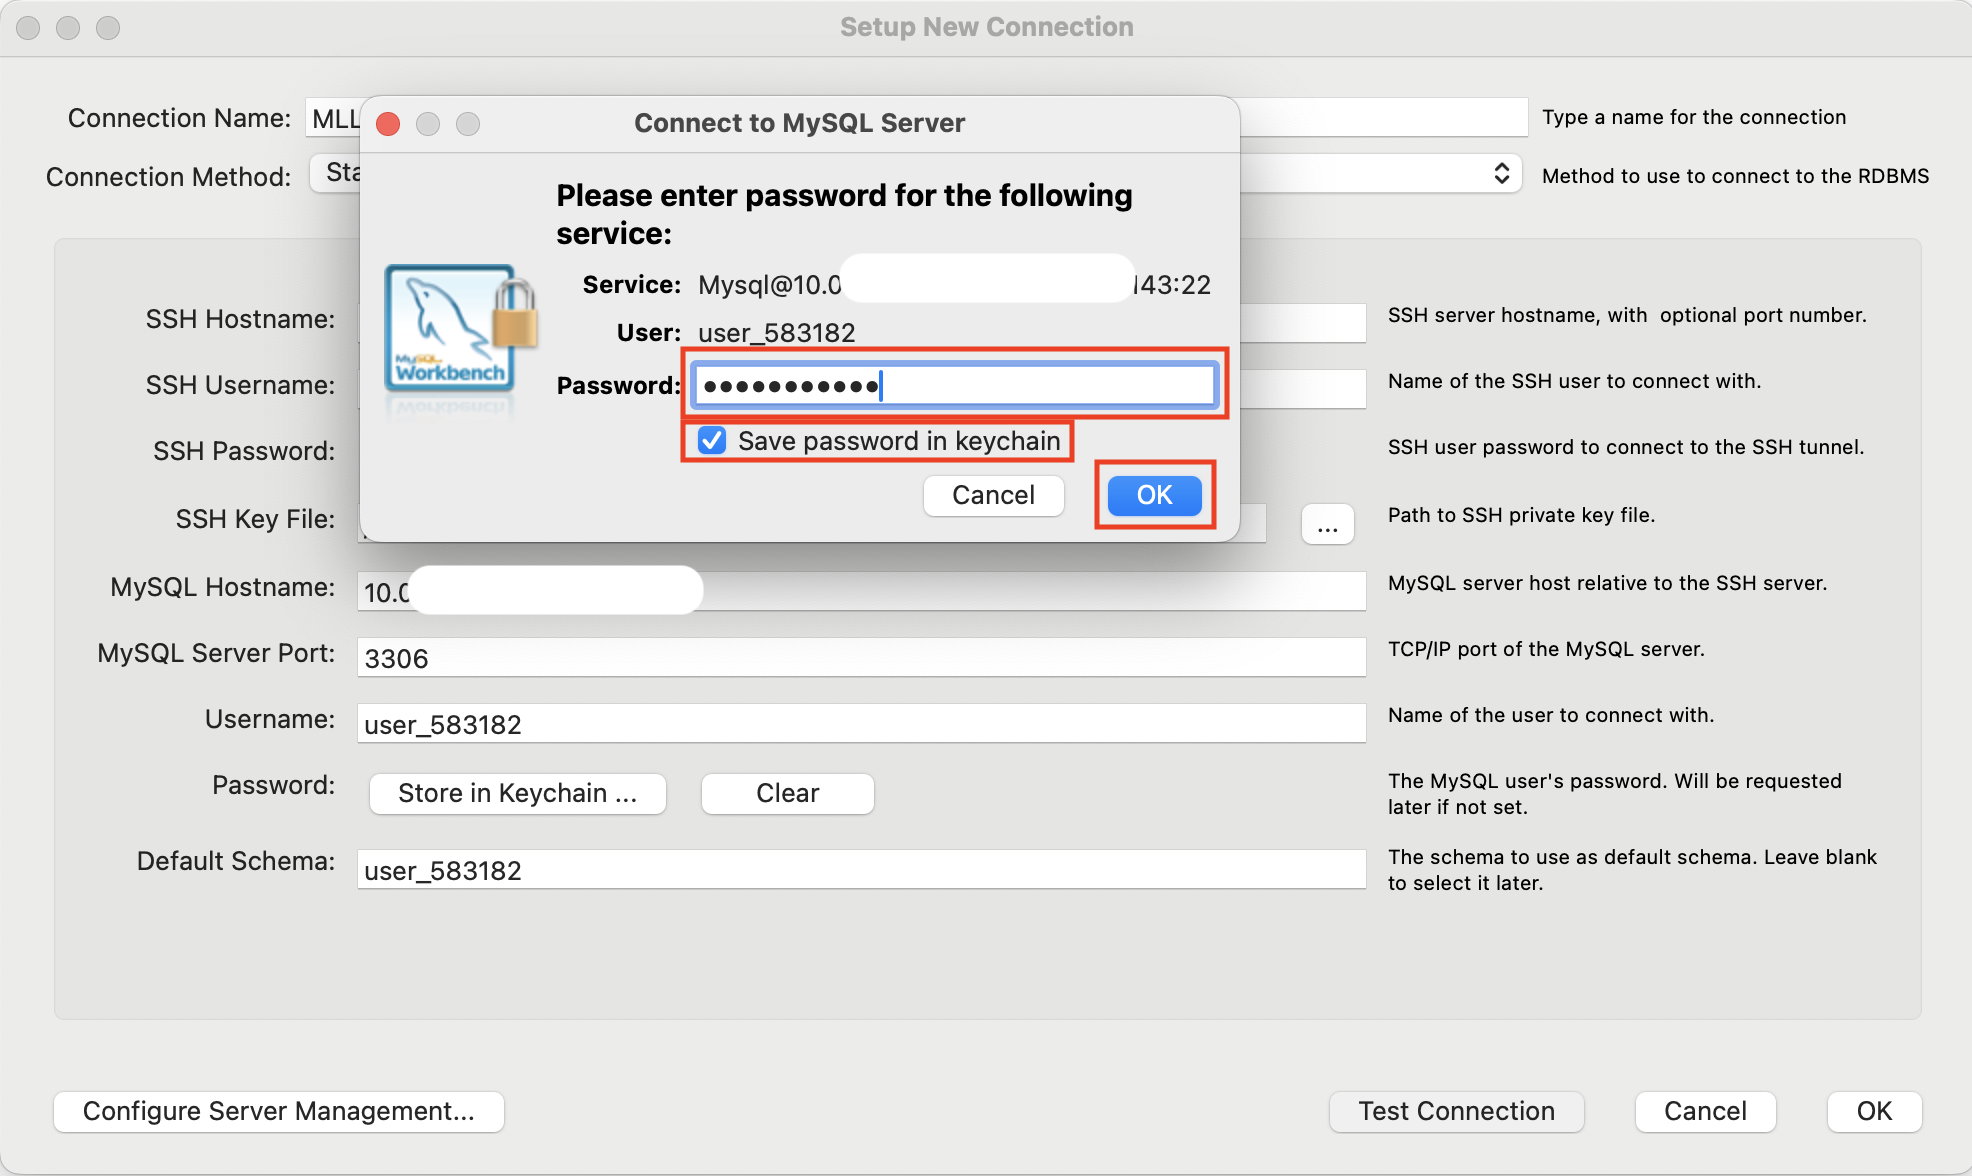 Setup New Connection
Connection Name: MLL
Type a name for the connection
Connection Method: Sta
Method to use to connect to the RDBMS
Connect to MySQL Server
Please enter password for the following
service:
Service: Mysql@10.0 143:22
User: user_583182
Password: ●●●●●●●●●●●
Save password in keychain
Cancel
OK
MySQL
Workbench
SSH Hostname:
SSH server hostname, with  optional port number.
SSH Username:
Name of the SSH user to connect with.
SSH Password:
SSH user password to connect to the SSH tunnel.
SSH Key File:
...
Path to SSH private key file.
MySQL Hostname: 10.0
MySQL server host relative to the SSH server.
MySQL Server Port: 3306
TCP/IP port of the MySQL server.
Username: user_583182
Name of the user to connect with.
Password: Store in Keychain ... Clear
The MySQL user's password. Will be requested
later if not set.
Default Schema: user_583182
The schema to use as default schema. Leave blank
to select it later.
Configure Server Management...
Test Connection
Cancel
OK